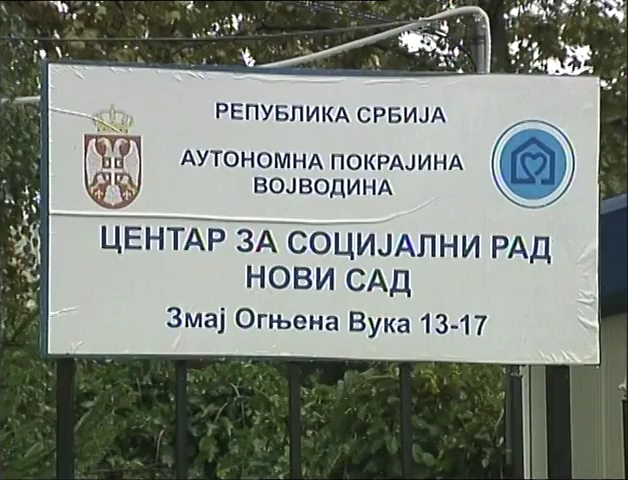 РЕПУБЛИКА СРБИЈА
АУТОНОМНА ПОКРАЈИНА
ВОЈВОДИНА
ЦЕНТАР ЗА СОЦИЈАЛНИ РАД
НОВИ САД
Змај Огњена Вука 13-17